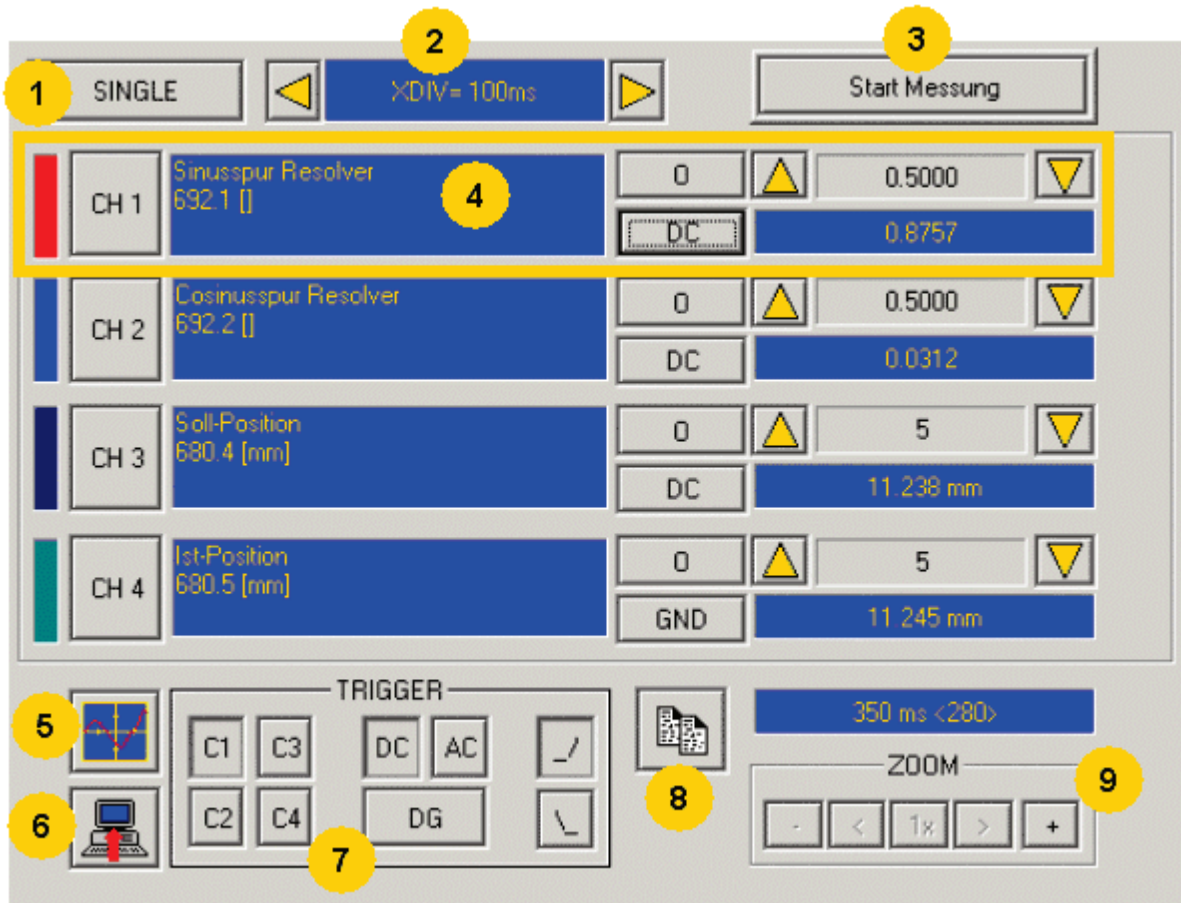 2
3
1
SINGLE
XDIV= 100ms
Start Messung
CH 1
Sinusspur Resolver
692.1 []
4
0
0.5000
DC
0.8757
CH 2
Cosinusspur Resolver
692.2 []
0
0.5000
DC
0.0312
CH 3
Soll-Position
680.4 [mm]
0
5
DC
11.238 mm
CH 4
Ist-Position
680.5 [mm]
0
5
GND
11.245 mm
5
6
TRIGGER
C1
C3
DC
AC
_/
C2
C4
DG
\_
7
8
350 ms <280>
ZOOM
9
-
<
1x
>
+